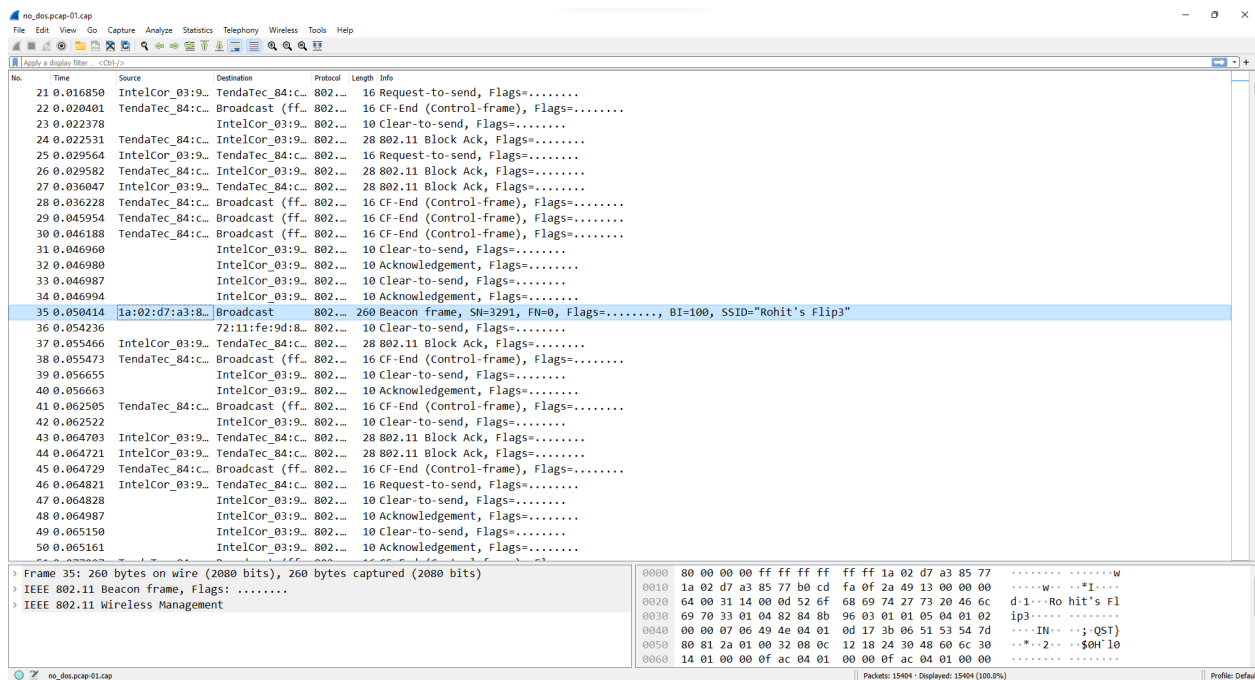 no_dos.pcap-01.cap
File Edit View Go Capture Analyze Statistics Telephony Wireless Tools Help
Apply a display filter ... <Ctrl-/>
No. Time Source Destination Protocol Length Info
21 0.016850 IntelCor_03:9… TendaTec_84:c… 802.… 16 Request-to-send, Flags=........
22 0.020401 TendaTec_84:c… Broadcast (ff… 802.… 16 CF-End (Control-frame), Flags=........
23 0.022378 IntelCor_03:9… 802.… 10 Clear-to-send, Flags=........
24 0.022531 TendaTec_84:c… IntelCor_03:9… 802.… 28 802.11 Block Ack, Flags=........
25 0.029564 IntelCor_03:9… TendaTec_84:c… 802.… 16 Request-to-send, Flags=........
26 0.029582 TendaTec_84:c… IntelCor_03:9… 802.… 28 802.11 Block Ack, Flags=........
27 0.036047 IntelCor_03:9… TendaTec_84:c… 802.… 28 802.11 Block Ack, Flags=........
28 0.036228 TendaTec_84:c… Broadcast (ff… 802.… 16 CF-End (Control-frame), Flags=........
29 0.045954 TendaTec_84:c… Broadcast (ff… 802.… 16 CF-End (Control-frame), Flags=........
30 0.046188 TendaTec_84:c… Broadcast (ff… 802.… 16 CF-End (Control-frame), Flags=........
31 0.046960 IntelCor_03:9… 802.… 10 Clear-to-send, Flags=........
32 0.046980 IntelCor_03:9… 802.… 10 Acknowledgement, Flags=........
33 0.046987 IntelCor_03:9… 802.… 10 Clear-to-send, Flags=........
34 0.046994 IntelCor_03:9… 802.… 10 Acknowledgement, Flags=........
35 0.050414 1a:02:d7:a3:8… Broadcast 802.… 260 Beacon frame, SN=3291, FN=0, Flags=........, BI=100, SSID="Rohit's Flip3"
36 0.054236 72:11:fe:9d:8… 802.… 10 Clear-to-send, Flags=........
37 0.055466 IntelCor_03:9… TendaTec_84:c… 802.… 28 802.11 Block Ack, Flags=........
38 0.055473 TendaTec_84:c… Broadcast (ff… 802.… 16 CF-End (Control-frame), Flags=........
39 0.056655 IntelCor_03:9… 802.… 10 Clear-to-send, Flags=........
40 0.056663 IntelCor_03:9… 802.… 10 Acknowledgement, Flags=........
41 0.062505 TendaTec_84:c… Broadcast (ff… 802.… 16 CF-End (Control-frame), Flags=........
42 0.062522 IntelCor_03:9… 802.… 10 Clear-to-send, Flags=........
43 0.064703 IntelCor_03:9… TendaTec_84:c… 802.… 28 802.11 Block Ack, Flags=........
44 0.064721 IntelCor_03:9… TendaTec_84:c… 802.… 28 802.11 Block Ack, Flags=........
45 0.064729 TendaTec_84:c… Broadcast (ff… 802.… 16 CF-End (Control-frame), Flags=........
46 0.064821 IntelCor_03:9… TendaTec_84:c… 802.… 16 Request-to-send, Flags=........
47 0.064828 IntelCor_03:9… 802.… 10 Clear-to-send, Flags=........
48 0.064987 IntelCor_03:9… 802.… 10 Acknowledgement, Flags=........
49 0.065150 IntelCor_03:9… 802.… 10 Clear-to-send, Flags=........
50 0.065161 IntelCor_03:9… 802.… 10 Acknowledgement, Flags=........
Frame 35: 260 bytes on wire (2080 bits), 260 bytes captured (2080 bits)
IEEE 802.11 Beacon frame, Flags: ........
IEEE 802.11 Wireless Management
0000 80 00 00 00 ff ff ff ff ff ff 1a 02 d7 a3 85 77 ········ ·······w
0010 1a 02 d7 a3 85 77 b0 cd fa 0f 2a 49 13 00 00 00 ·····w·· ··*I····
0020 64 00 31 14 00 0d 52 6f 68 69 74 27 73 20 46 6c d·1···Ro hit's Fl
0030 69 70 33 01 04 82 84 8b 96 03 01 01 05 04 01 02 ip3····· ········
0040 00 00 07 06 49 4e 04 01 0d 17 3b 06 51 53 54 7d ····IN·· ··;·QST}
0050 80 81 2a 01 00 32 08 0c 12 18 24 30 48 60 6c 30 ··*··2·· ··$0H`l0
0060 14 01 00 00 0f ac 04 01 00 00 0f ac 04 01 00 00 ········ ········
no_dos.pcap-01.cap
Packets: 15404 · Displayed: 15404 (100.0%)
Profile: Defau